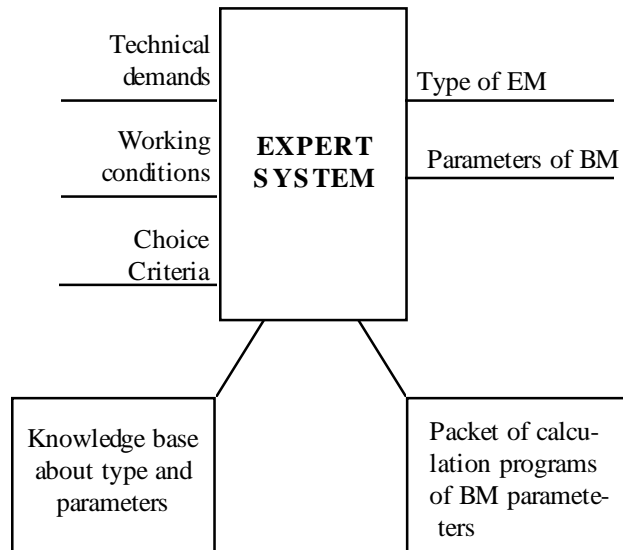 Technical
demands
Working
conditions
Choice
Criteria
EXPERT
SYSTEM
Type of EM
Parameters of BM
Knowledge base
about type and
parameters
Packet of calcu-
lation programs
of BM paramete-
ters